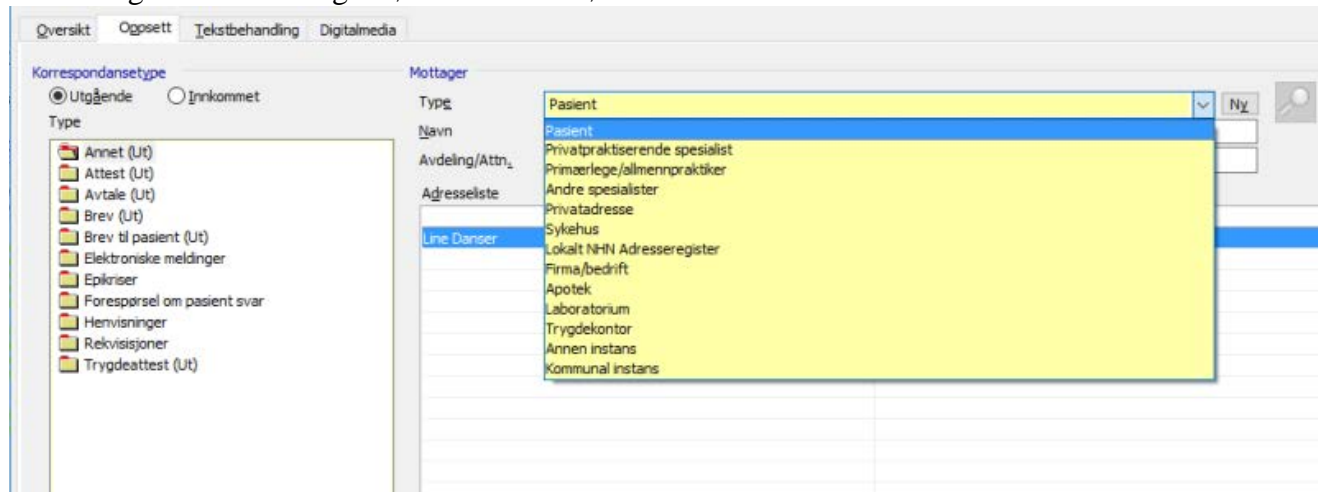 Oversikt Oppsett Tekstbehandling Digitalmedia
Korrespondansetype
Utgående Innkommet
Type
Annet (Ut)
Attest (Ut)
Avtale (Ut)
Brev (Ut)
Brev til pasient (Ut)
Elektroniske meldinger
Epikriser
Forespørsel om pasient svar
Henvisninger
Rekvisisjoner
Trygdeattest (Ut)
Mottager
Type Pasient Ny
Navn
Avdeling/Attn.
Adresseliste
Line Danser
Pasient
Privatpraktiserende spesialist
Primærlege/allmennpraktiker
Andre spesialister
Privatadresse
Sykehus
Lokalt NHN Adresseregister
Firma/bedrift
Apotek
Laboratorium
Trygdekontor
Annen instans
Kommunal instans